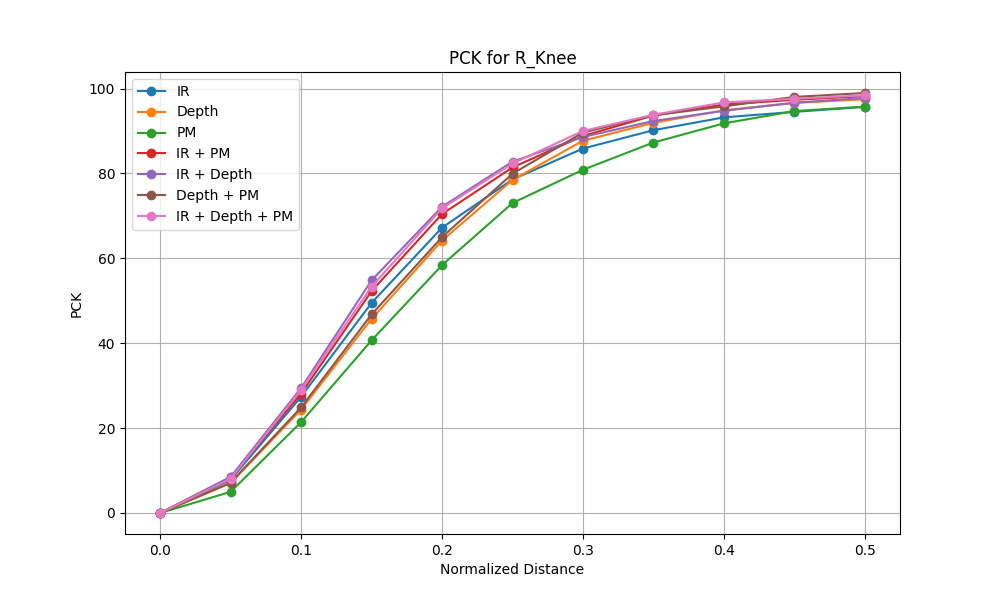 PCK for R_Knee
IR
Depth
PM
IR + PM
IR + Depth
Depth + PM
IR + Depth + PM
100
80
60
40
20
0
PCK
0.0 0.1 0.2 0.3 0.4 0.5
Normalized Distance